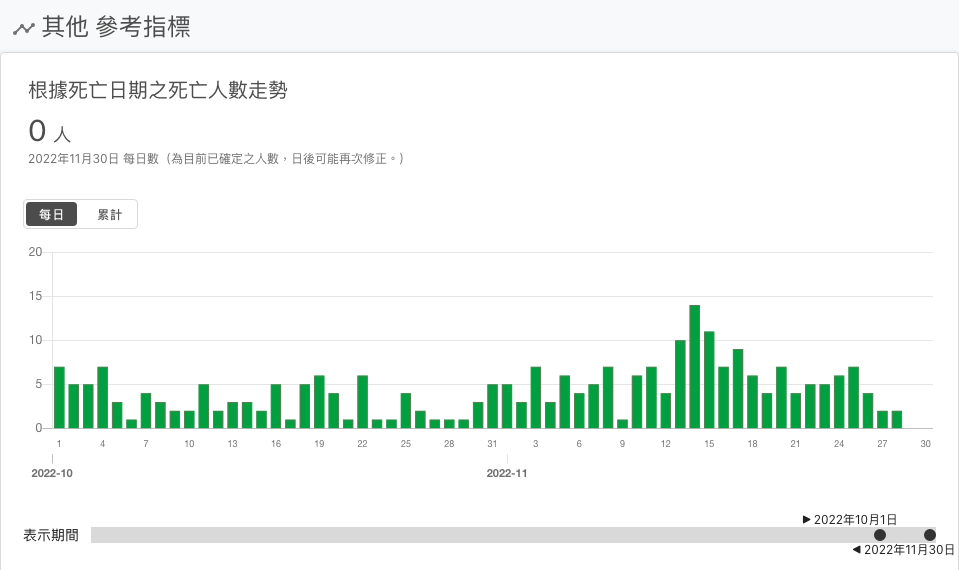 其他 參考指標
根據死亡日期之死亡人數走勢
0 人
2022年11月30日 每日數（為目前已確定之人數，日後可能再次修正。）
每日 累計
20
15
10
5
0
1 4 7 10 13 16 19 22 25 28 31 3 6 9 12 15 18 21 24 27 30
2022-10 2022-11
▶ 2022年10月1日
表示期間
◀ 2022年11月30日